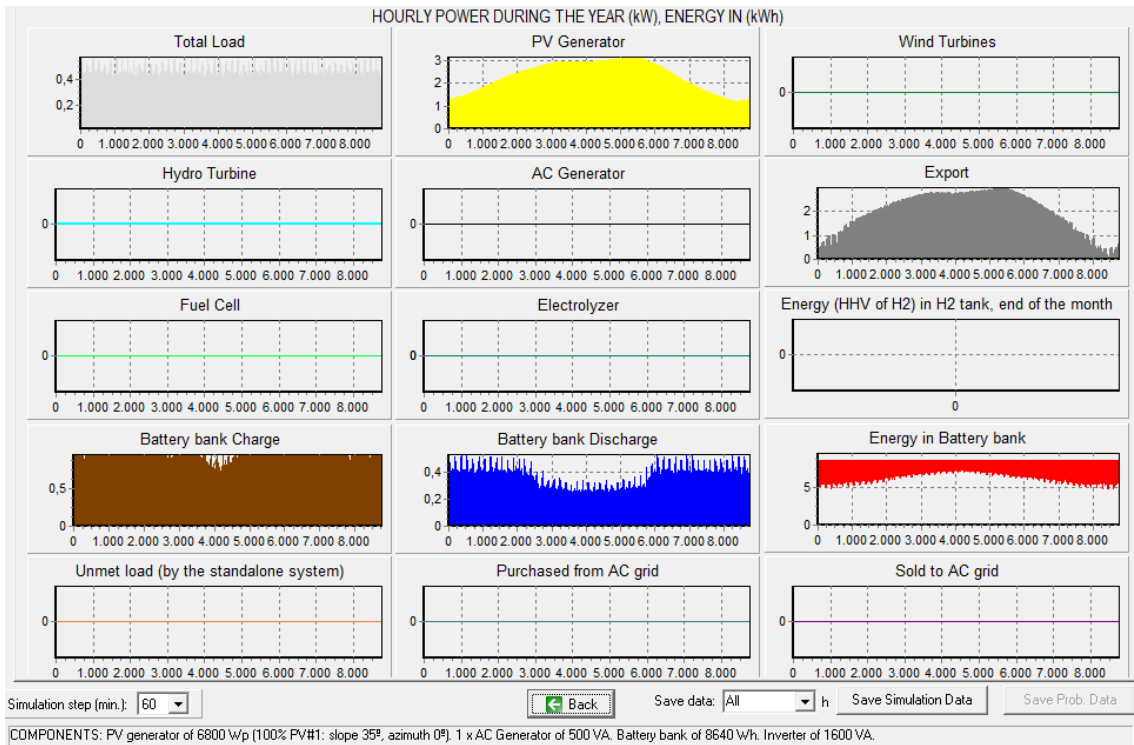 HOURLY POWER DURING THE YEAR (kW), ENERGY IN (kWh)
Total Load
0,4
0,2
0 1.000 2.000 3.000 4.000 5.000 6.000 7.000 8.000
PV Generator
3
2
1
0
0 1.000 2.000 3.000 4.000 5.000 6.000 7.000 8.000
Wind Turbines
0
0 1.000 2.000 3.000 4.000 5.000 6.000 7.000 8.000
Hydro Turbine
0
0 1.000 2.000 3.000 4.000 5.000 6.000 7.000 8.000
AC Generator
0
0 1.000 2.000 3.000 4.000 5.000 6.000 7.000 8.000
Export
2
1
0
0 1.000 2.000 3.000 4.000 5.000 6.000 7.000 8.000
Fuel Cell
0
0 1.000 2.000 3.000 4.000 5.000 6.000 7.000 8.000
Electrolyzer
0
0 1.000 2.000 3.000 4.000 5.000 6.000 7.000 8.000
Energy (HHV of H2) in H2 tank, end of the month
0
0
Battery bank Charge
0,5
0
0 1.000 2.000 3.000 4.000 5.000 6.000 7.000 8.000
Battery bank Discharge
0,4
0,2
0
0 1.000 2.000 3.000 4.000 5.000 6.000 7.000 8.000
Energy in Battery bank
5
0
0 1.000 2.000 3.000 4.000 5.000 6.000 7.000 8.000
Unmet load (by the standalone system)
0
0 1.000 2.000 3.000 4.000 5.000 6.000 7.000 8.000
Purchased from AC grid
0
0 1.000 2.000 3.000 4.000 5.000 6.000 7.000 8.000
Sold to AC grid
0
0 1.000 2.000 3.000 4.000 5.000 6.000 7.000 8.000
Simulation step (min.): 60 Back Save data: All h Save Simulation Data Save Prob. Data
COMPONENTS: PV generator of 6800 Wp (100% PV#1: slope 35º, azimuth 0º). 1 x AC Generator of 500 VA. Battery bank of 8640 Wh. Inverter of 1600 VA.